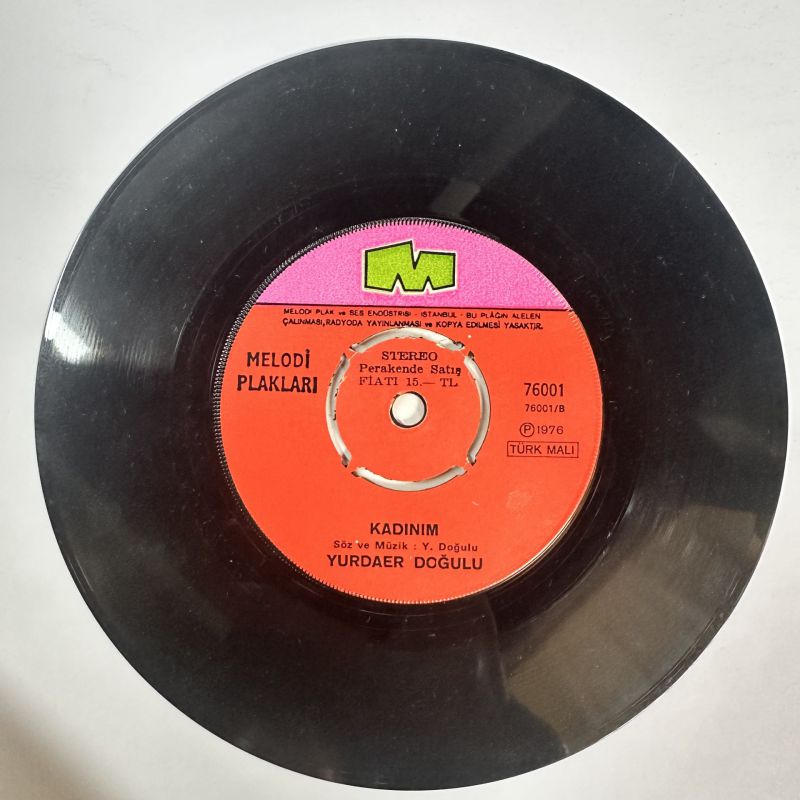 M
MELODİ PLAK ve SES ENDÜSTRİSİ - İSTANBUL - BU PLÂĞIN ALELEN
ÇALINMASI, RADYODA YAYINLANMASI ve KOPYA EDİLMESİ YASAKTIR.
MELODİ
PLAKLARI
STEREO
Perakende Satış
FİATI 15.— TL
76001
76001/B
Ⓟ 1976
TÜRK MALI
KADINIM
Söz ve Müzik : Y. Doğulu
YURDAER DOĞULU